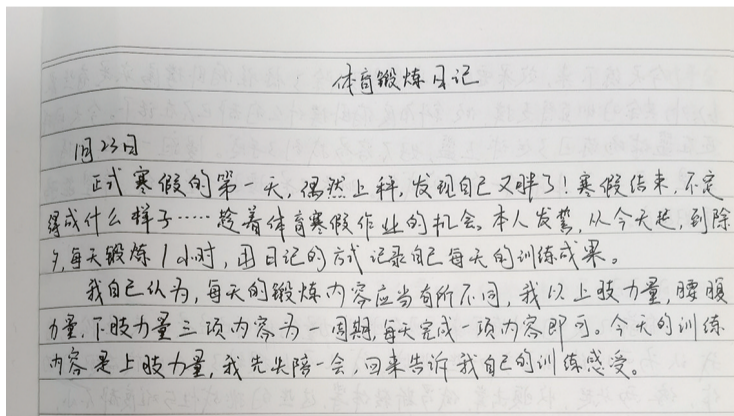 体育锻炼日记
1月23日
正式寒假的第一天，偶然上秤，发现自己又胖了！寒假结束，不定
得成什么样子……趁着体育寒假作业的机会。本人发誓，从今天起，到除
夕，每天锻炼1小时，用日记的方式记录自己每天的训练成果。
我自己认为，每天的锻炼内容应当有所不同，我以上肢力量，腰腹
力量，下肢力量三项内容为一周期，每天完成一项内容即可。今天的训练
内容是上肢力量，我先失陪一会，回来告诉我自己的训练感受。